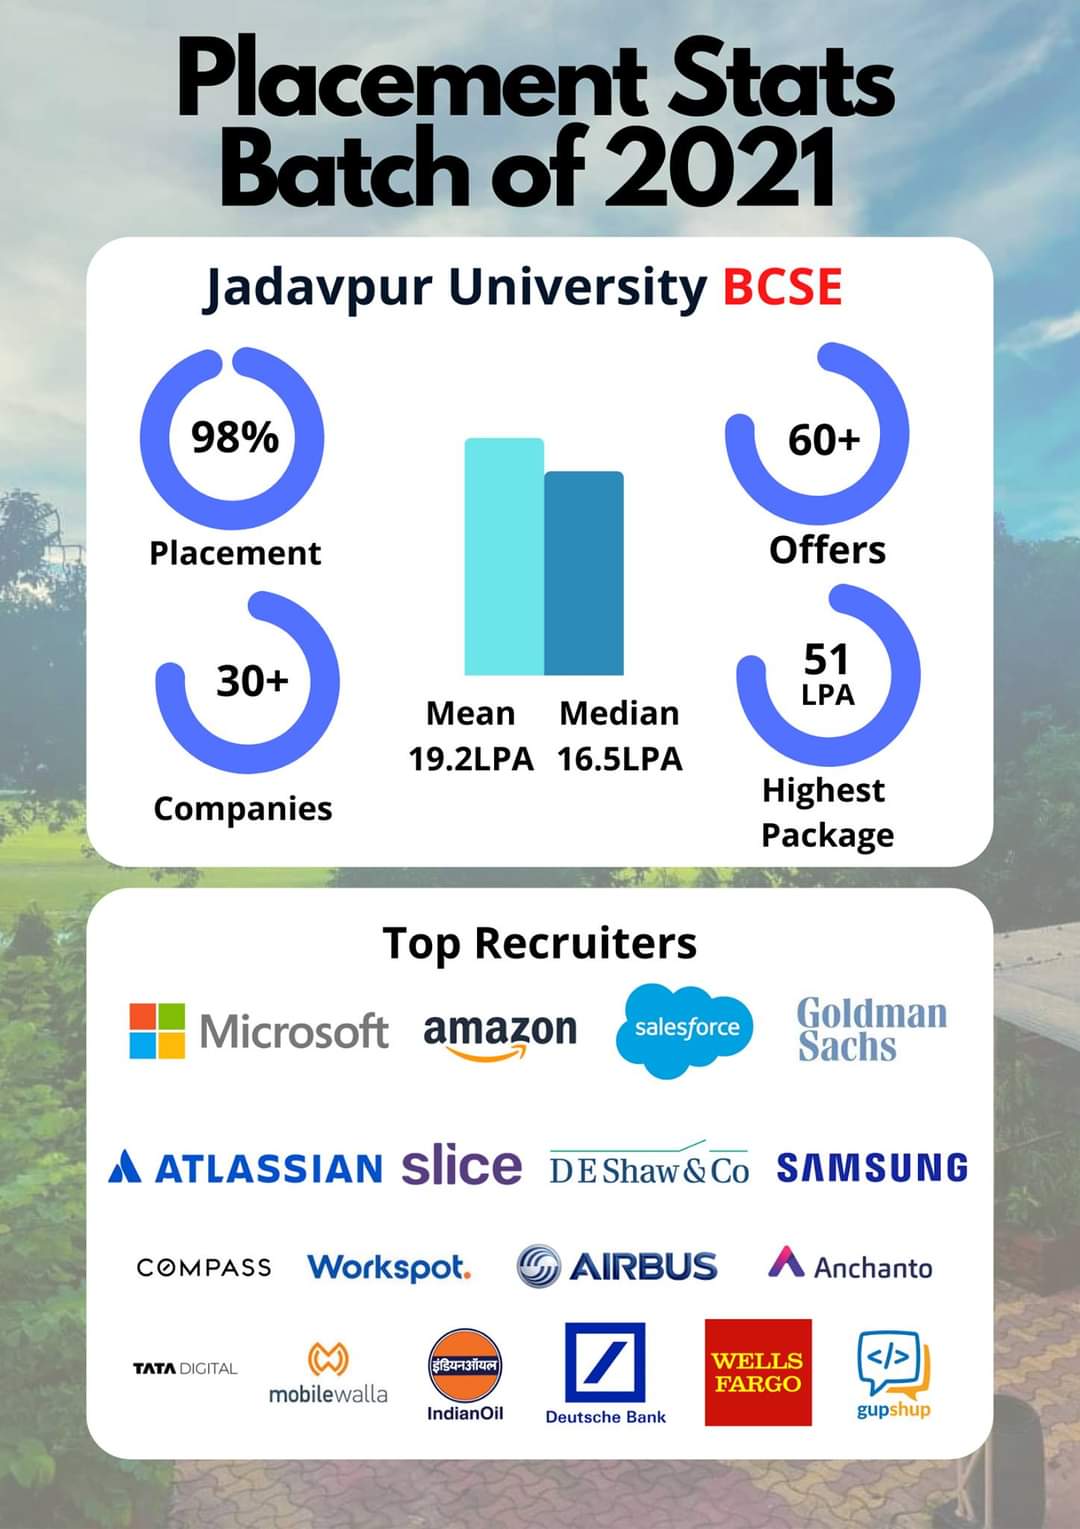 Placement Stats
Batch of 2021
Jadavpur University BCSE
98%
Placement
60+
Offers
30+
Companies
Mean
19.2LPA
Median
16.5LPA
51
LPA
Highest
Package
Top Recruiters
Microsoft
amazon
salesforce
Goldman
Sachs
ATLASSIAN
slice
DE Shaw & Co
SAMSUNG
COMPASS
Workspot.
AIRBUS
Anchanto
TATA DIGITAL
mobilewalla
इंडियनऑयल
IndianOil
Deutsche Bank
WELLS
FARGO
</>
gupshup